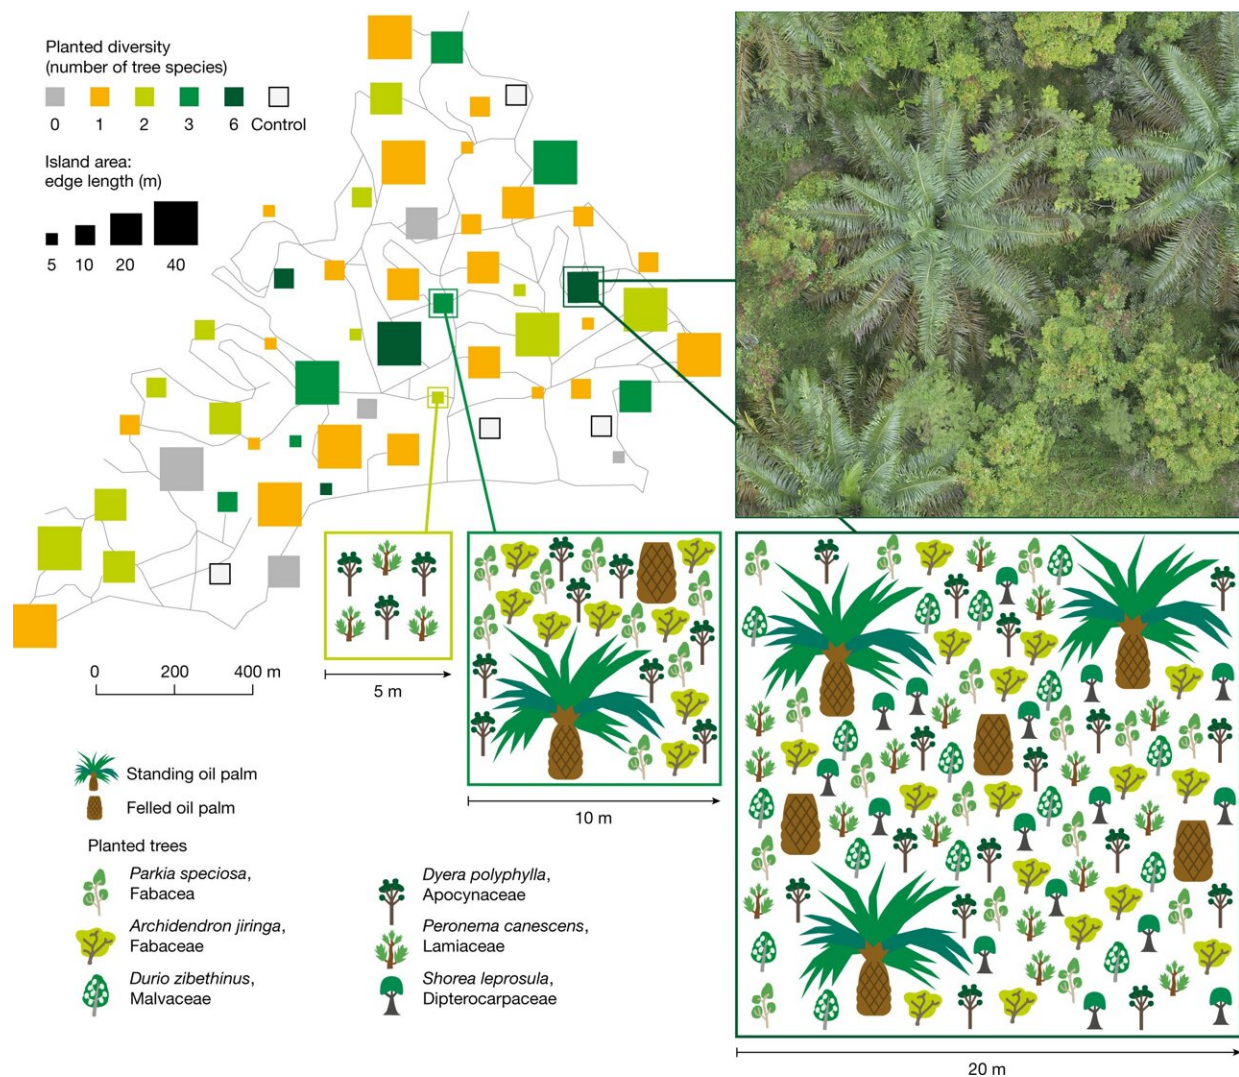 Planted diversity
(number of tree species)
0 1 2 3 6 Control
Island area:
edge length (m)
5 10 20 40
0 200 400 m
5 m
10 m
20 m
Standing oil palm
Felled oil palm
Planted trees
Parkia speciosa,
Fabacea
Archidendron jiringa,
Fabaceae
Durio zibethinus,
Malvaceae
Dyera polyphylla,
Apocynaceae
Peronema canescens,
Lamiaceae
Shorea leprosula,
Dipterocarpaceae